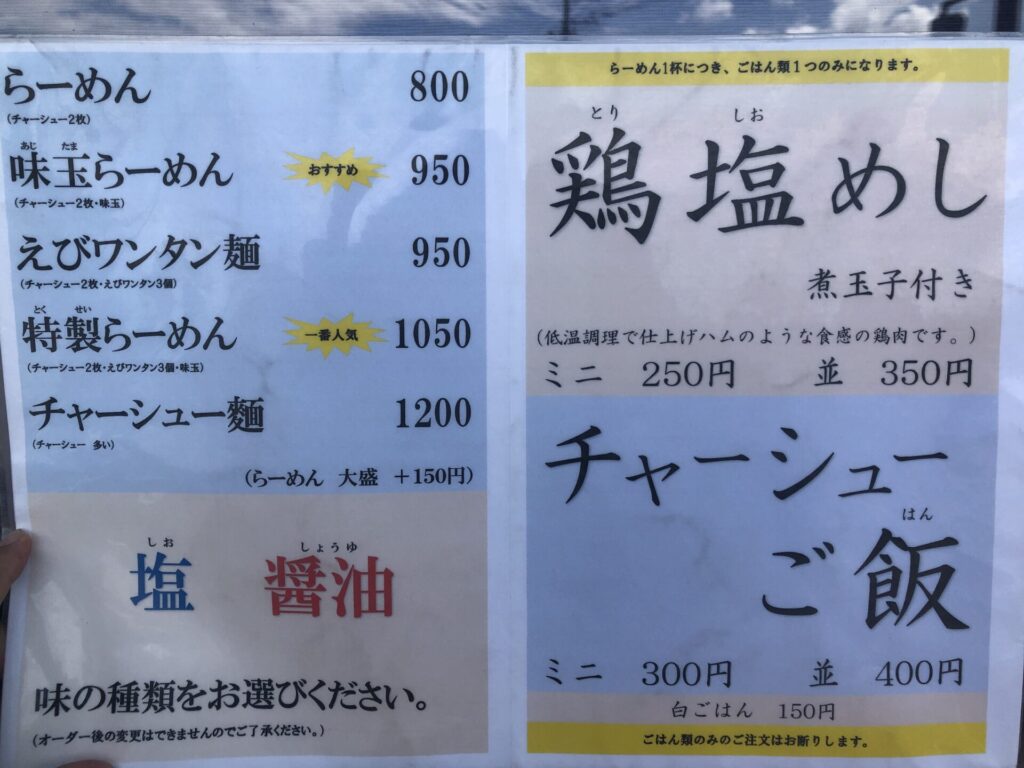 らーめん 800
(チャーシュー2枚)
あじ たま
味玉らーめん おすすめ 950
(チャーシュー2枚・味玉)
えびワンタン麺 950
(チャーシュー2枚・えびワンタン3個)
とく せい
特製らーめん 一番人気 1050
(チャーシュー2枚・えびワンタン3個・味玉)
チャーシュー麺 1200
(チャーシュー 多い)
(らーめん 大盛 +150円)
しお しょうゆ
塩 醤油
味の種類をお選びください。
(オーダー後の変更はできませんのでご了承ください。)
らーめん1杯につき、ごはん類1つのみになります。
とり しお
鶏塩めし
煮玉子付き
(低温調理で仕上げハムのような食感の鶏肉です。)
ミニ 250円 並 350円
チャーシュー
はん
ご飯
ミニ 300円 並 400円
白ごはん 150円
ごはん類のみのご注文はお断りします。